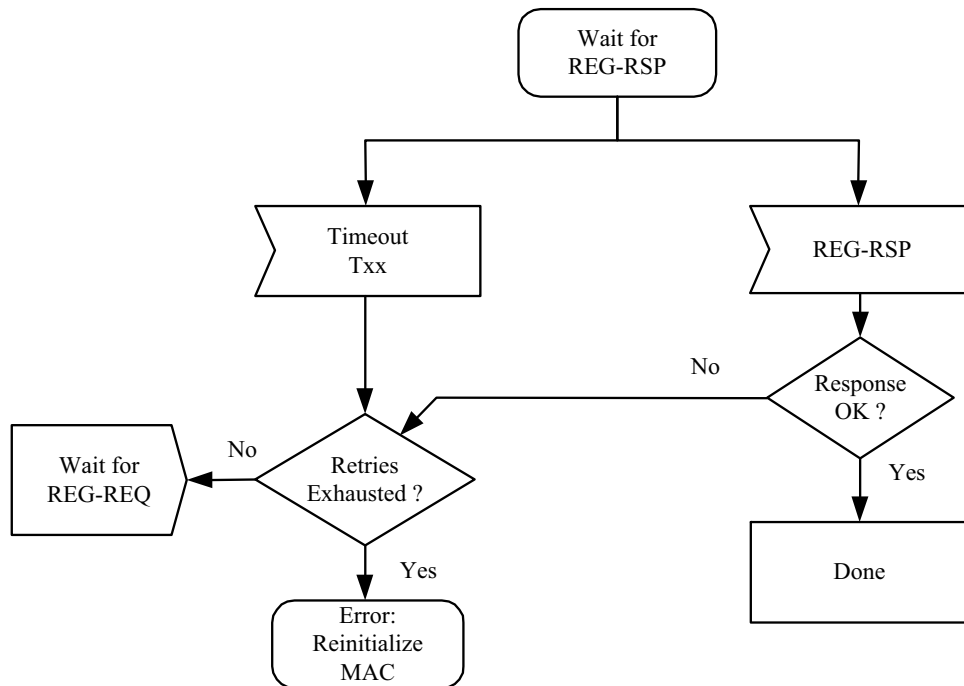 Wait for
REG-RSP
Timeout
Txx
REG-RSP
No
Response
OK ?
No
Wait for
REG-REQ
Retries
Exhausted ?
Yes
Yes
Done
Error:
Reinitialize
MAC